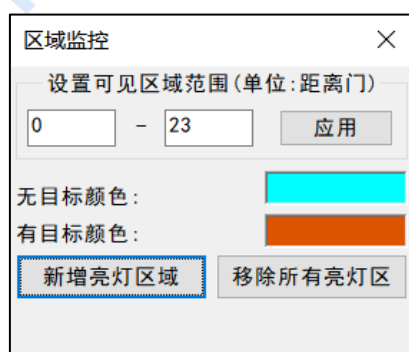 区域监控
设置可见区域范围(单位:距离门)
0 - 23 应用
无目标颜色:
有目标颜色:
新增亮灯区域 移除所有亮灯区